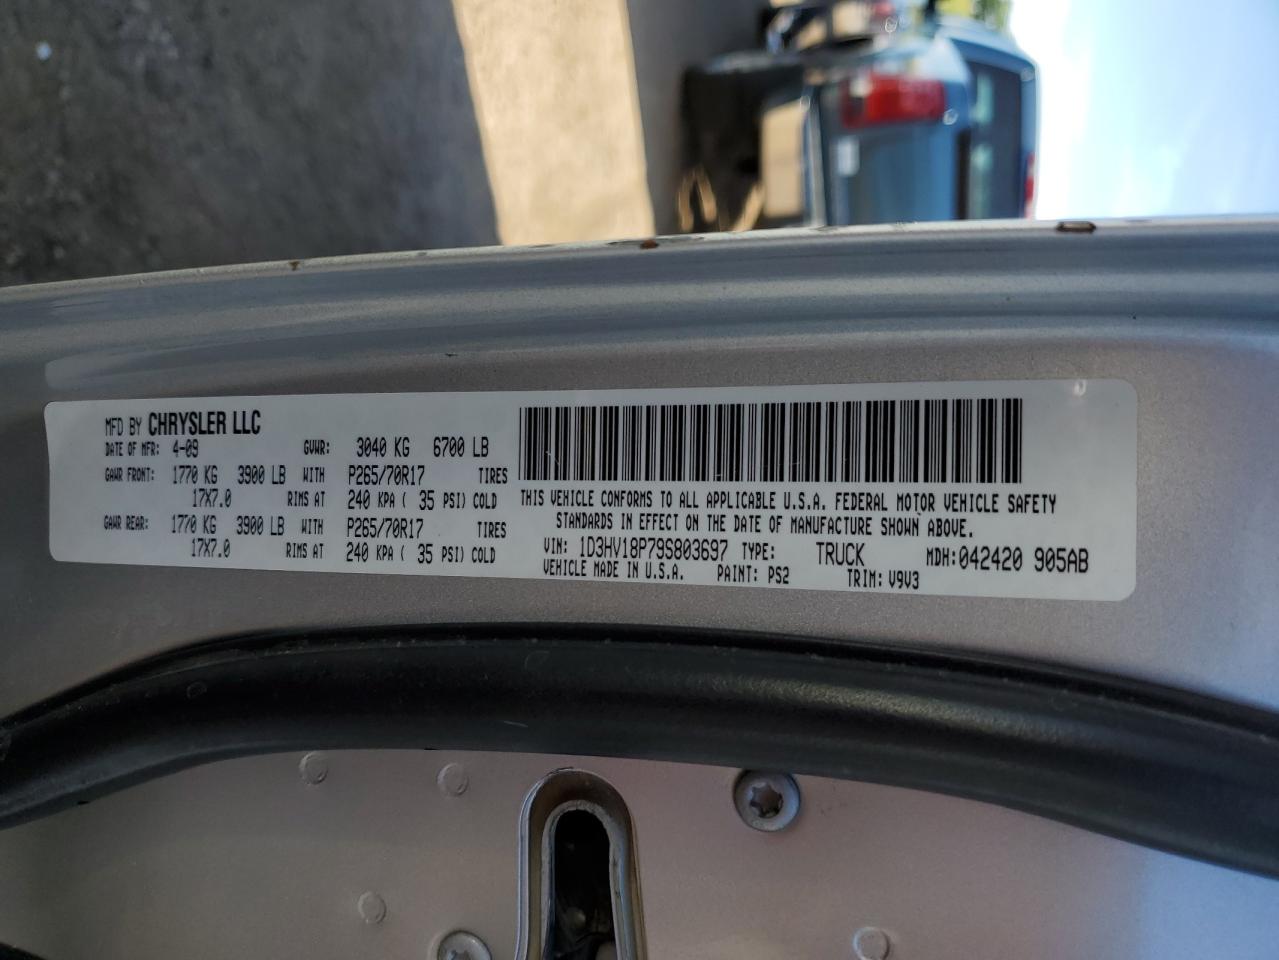 MFD BY CHRYSLER LLC
DATE OF MFR: 4-09 GVWR: 3040 KG 6700 LB
GAWR FRONT: 1770 KG 3900 LB WITH P265/70R17 TIRES
17X7.0 RIMS AT 240 KPA ( 35 PSI) COLD
GAWR REAR: 1770 KG 3900 LB WITH P265/70R17 TIRES
17X7.0 RIMS AT 240 KPA ( 35 PSI) COLD
THIS VEHICLE CONFORMS TO ALL APPLICABLE U.S.A. FEDERAL MOTOR VEHICLE SAFETY
STANDARDS IN EFFECT ON THE DATE OF MANUFACTURE SHOWN ABOVE.
VIN: 1D3HV18P79S803697 TYPE: TRUCK MDH:042420 905AB
VEHICLE MADE IN U.S.A. PAINT: PS2 TRIM: V9V3